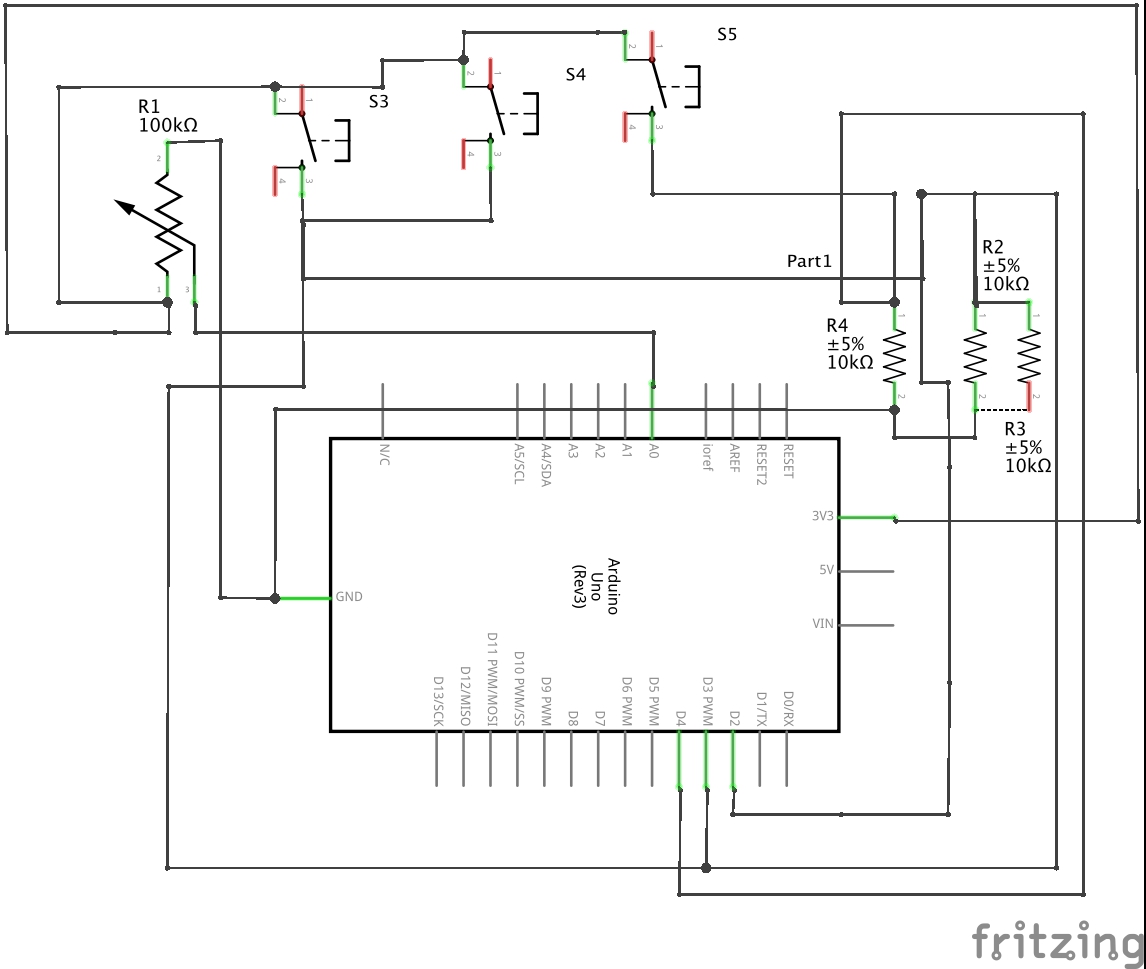 S5
2
1
S4
2
1
4
3
R1
100kΩ
S3
2
1
4
3
2
4
3
1
3
Part1
R2
±5%
10kΩ
1
1
1
R4
±5%
10kΩ
2
2
2
R3
±5%
10kΩ
N/C
A5/SCL
A4/SDA
A3
A2
A1
A0
ioref
AREF
RESET2
RESET
3V3
5V
VIN
GND
Arduino
Uno
(Rev3)
D13/SCK
D12/MISO
D11 PWM/MOSI
D10 PWM/SS
D9 PWM
D8
D7
D6 PWM
D5 PWM
D4
D3 PWM
D2
D1/TX
D0/RX
fritzing